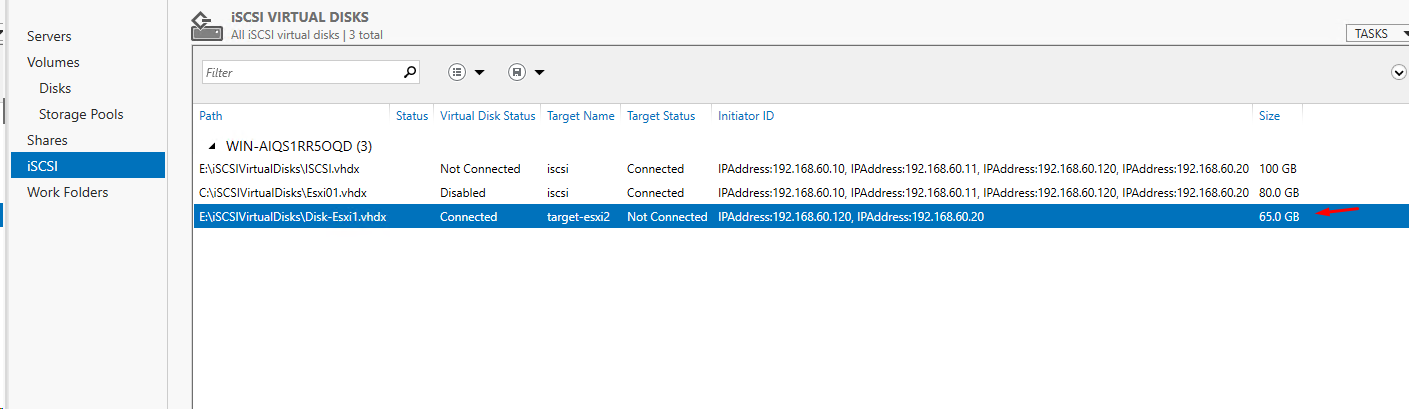 iSCSI VIRTUAL DISKS
All iSCSI virtual disks | 3 total
TASKS
Servers
Volumes
Disks
Storage Pools
Shares
iSCSI
Work Folders
Filter
Path Status Virtual Disk Status Target Name Target Status Initiator ID Size
WIN-AIQS1RR5OQD (3)
E:\iSCSIVirtualDisks\ISCSI.vhdx Not Connected iscsi Connected IPAddress:192.168.60.10, IPAddress:192.168.60.11, IPAddress:192.168.60.120, IPAddress:192.168.60.20 100 GB
C:\iSCSIVirtualDisks\Esxi01.vhdx Disabled iscsi Connected IPAddress:192.168.60.10, IPAddress:192.168.60.11, IPAddress:192.168.60.120, IPAddress:192.168.60.20 80.0 GB
E:\iSCSIVirtualDisks\Disk-Esxi1.vhdx Connected target-esxi2 Not Connected IPAddress:192.168.60.120, IPAddress:192.168.60.20 65.0 GB